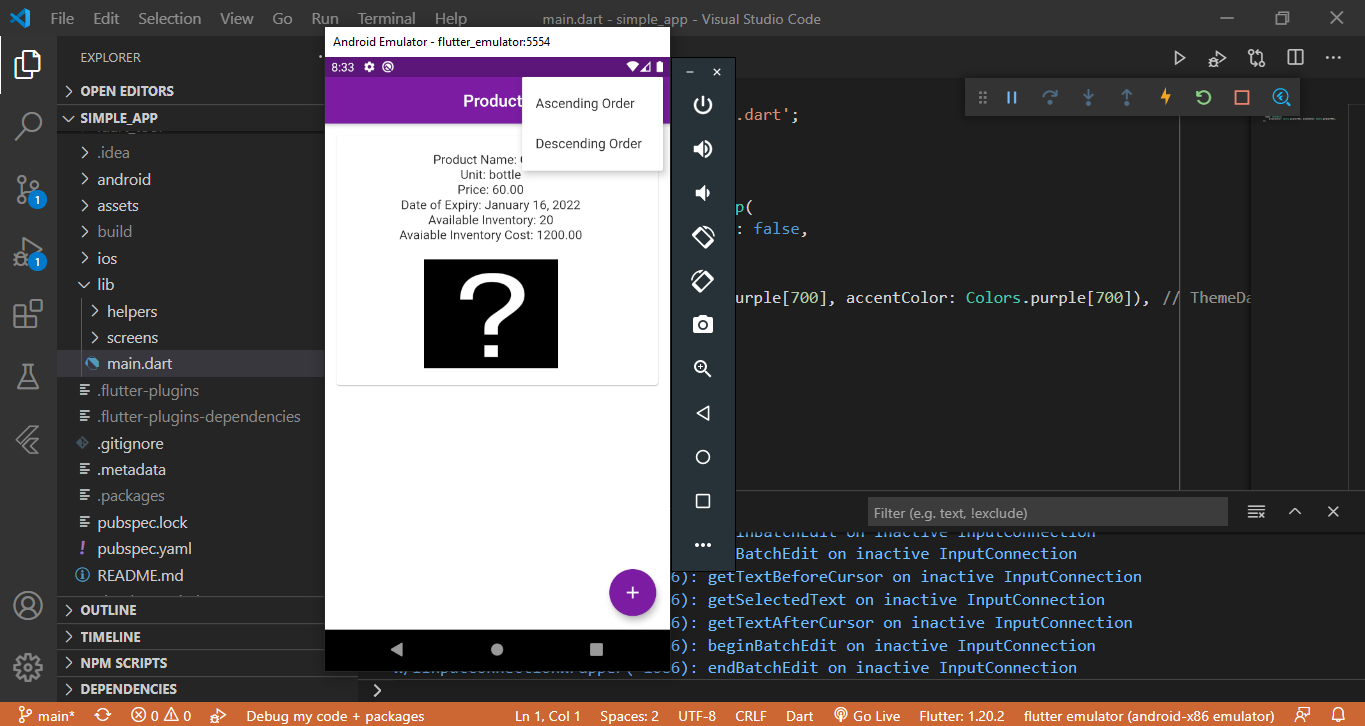 File Edit Selection View Go Run Terminal Help main.dart - simple_app - Visual Studio Code
EXPLORER
OPEN EDITORS
SIMPLE_APP
.idea
android
assets
build
ios
lib
helpers
screens
main.dart
.flutter-plugins
.flutter-plugins-dependencies
.gitignore
.metadata
.packages
pubspec.lock
pubspec.yaml
README.md
OUTLINE
TIMELINE
NPM SCRIPTS
DEPENDENCIES
1
1
Android Emulator - flutter_emulator:5554
8:33
Product
Ascending Order
Descending Order
Product Name:
Unit: bottle
Price: 60.00
Date of Expiry: January 16, 2022
Available Inventory: 20
Avaiable Inventory Cost: 1200.00
?
+
.dart';
p(
: false,
urple[700], accentColor: Colors.purple[700]), // ThemeDa
Filter (e.g. text, !exclude)
inBatchEdit on inactive InputConnection
BatchEdit on inactive InputConnection
6): getTextBeforeCursor on inactive InputConnection
6): getSelectedText on inactive InputConnection
6): getTextAfterCursor on inactive InputConnection
6): beginBatchEdit on inactive InputConnection
6): endBatchEdit on inactive InputConnection
main* 0 0 Debug my code + packages Ln 1, Col 1 Spaces: 2 UTF-8 CRLF Dart Go Live Flutter: 1.20.2 flutter emulator (android-x86 emulator)